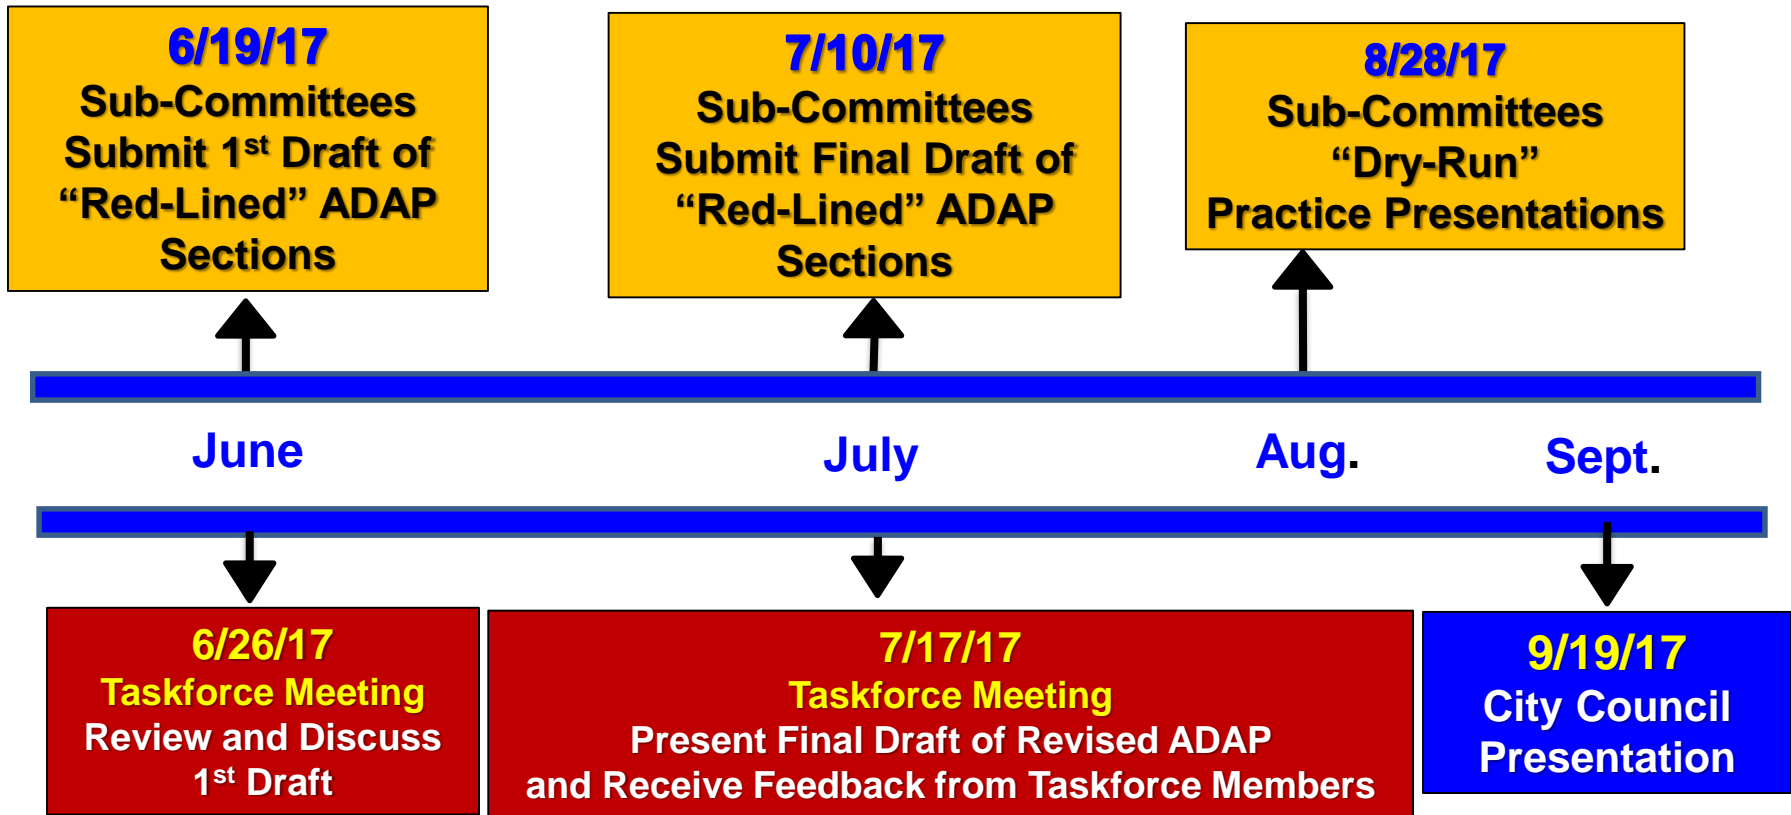 6/19/17
Sub-Committees
Submit 1st Draft of
“Red-Lined” ADAP
Sections
7/10/17
Sub-Committees
Submit Final Draft of
“Red-Lined” ADAP
Sections
8/28/17
Sub-Committees
“Dry-Run”
Practice Presentations
June
July
Aug.
Sept.
6/26/17
Taskforce Meeting
Review and Discuss
1st Draft
7/17/17
Taskforce Meeting
Present Final Draft of Revised ADAP
and Receive Feedback from Taskforce Members
9/19/17
City Council
Presentation